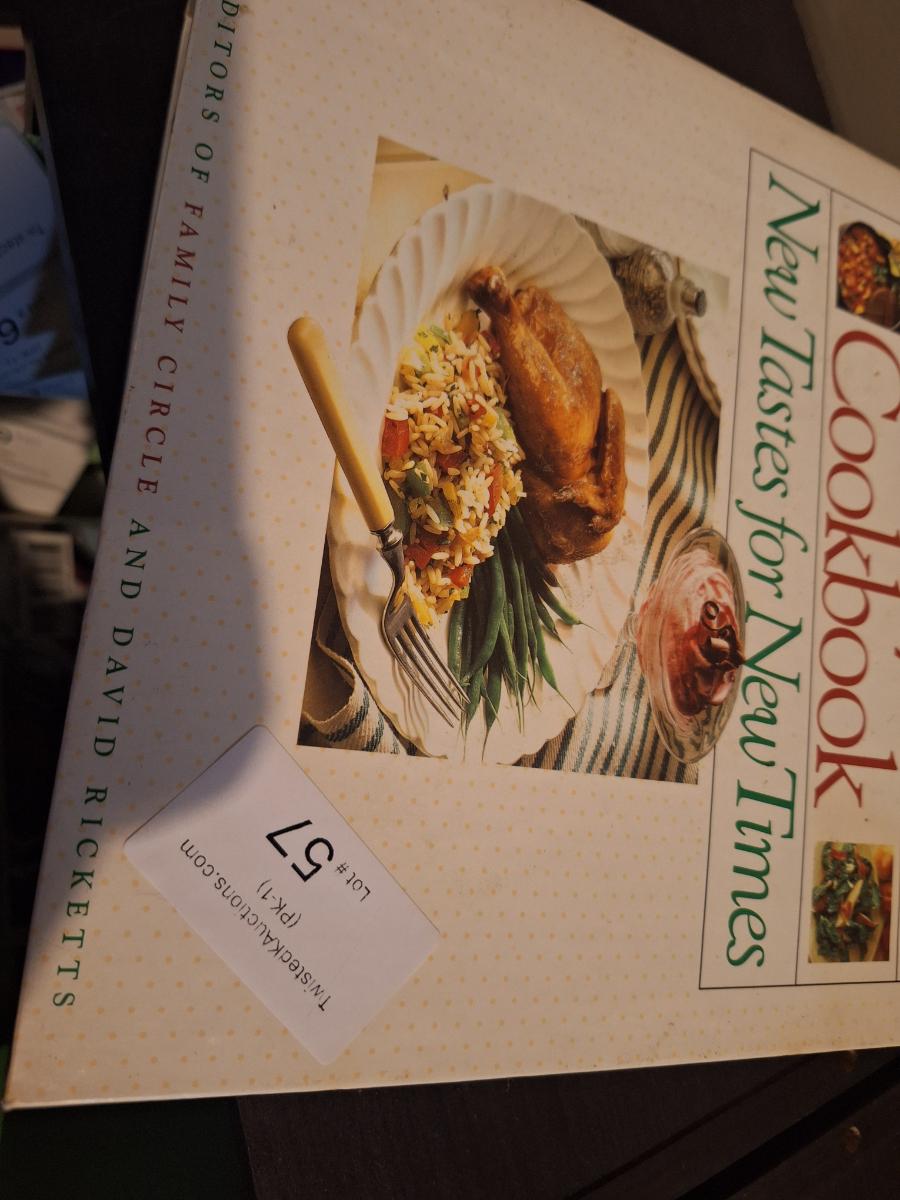 Cookbook
New Tastes for New Times
DITORS OF FAMILY CIRCLE AND DAVID RICKETTS
Lot #
57
(PK-1)
TwistedKAuctions.com